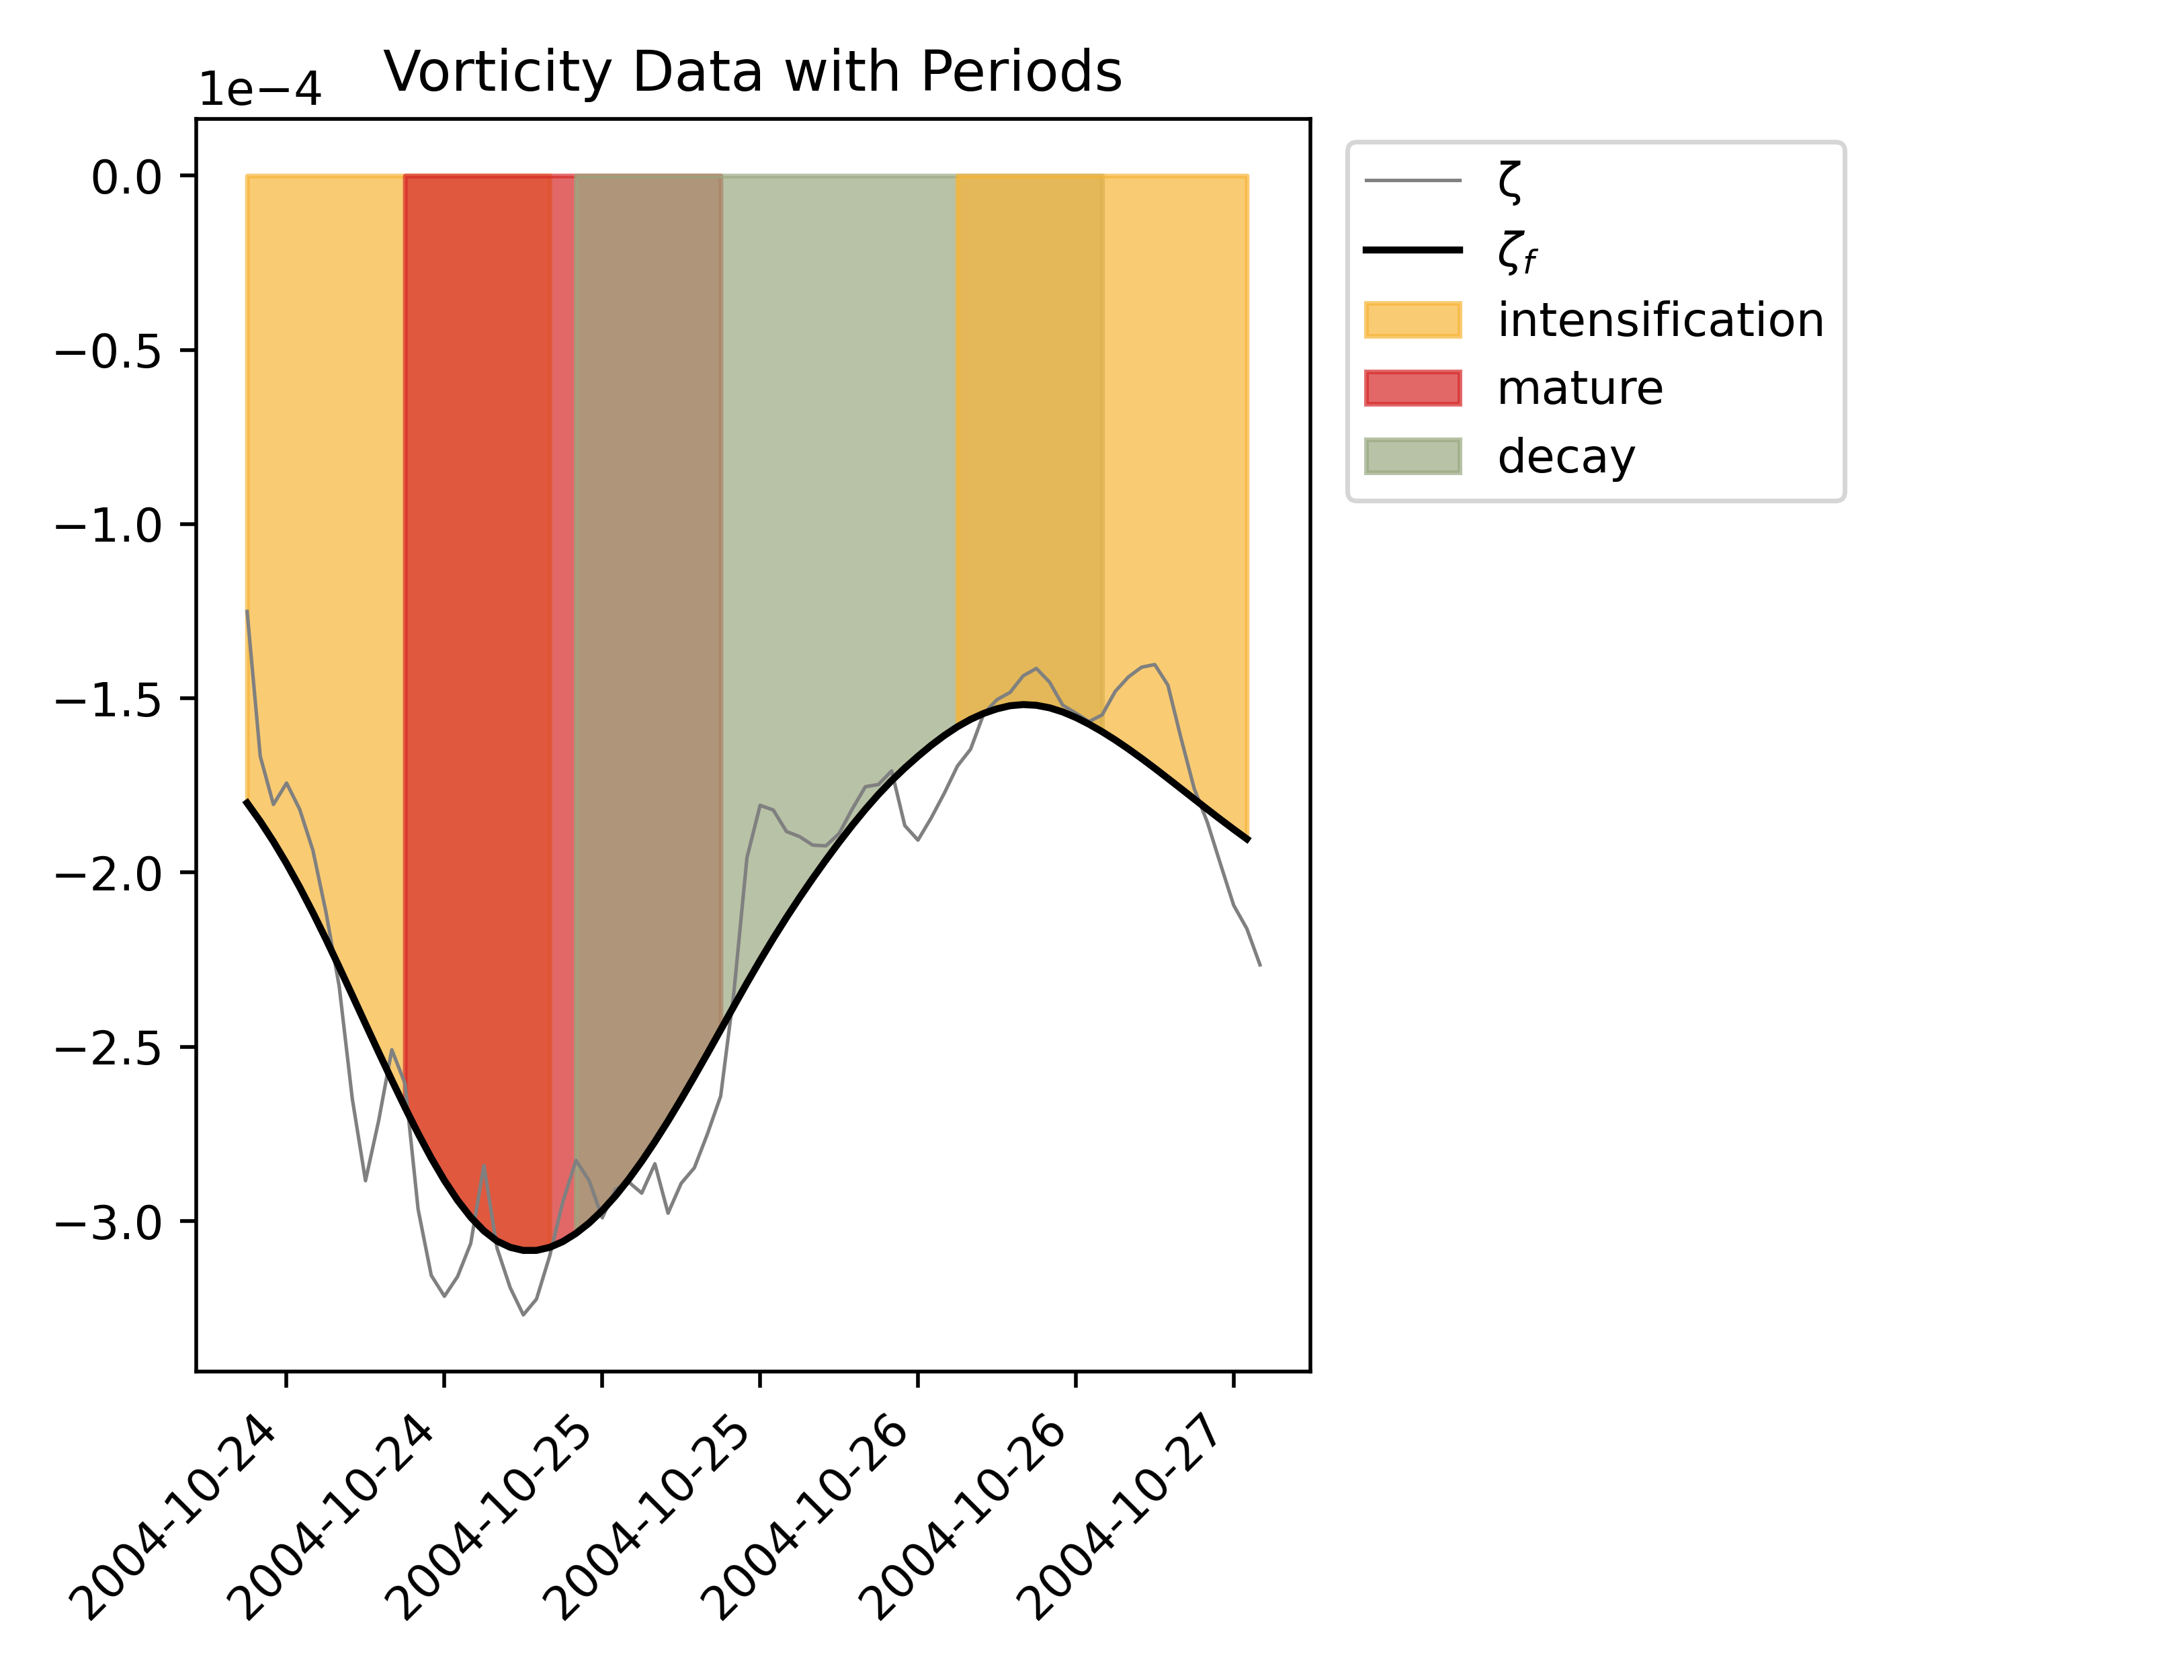 Vorticity Data with Periods
1e−4
0.0
−0.5
−1.0
−1.5
−2.0
−2.5
−3.0
2004-10-24
2004-10-24
2004-10-25
2004-10-25
2004-10-26
2004-10-26
2004-10-27
ζ
ζf
intensification
mature
decay